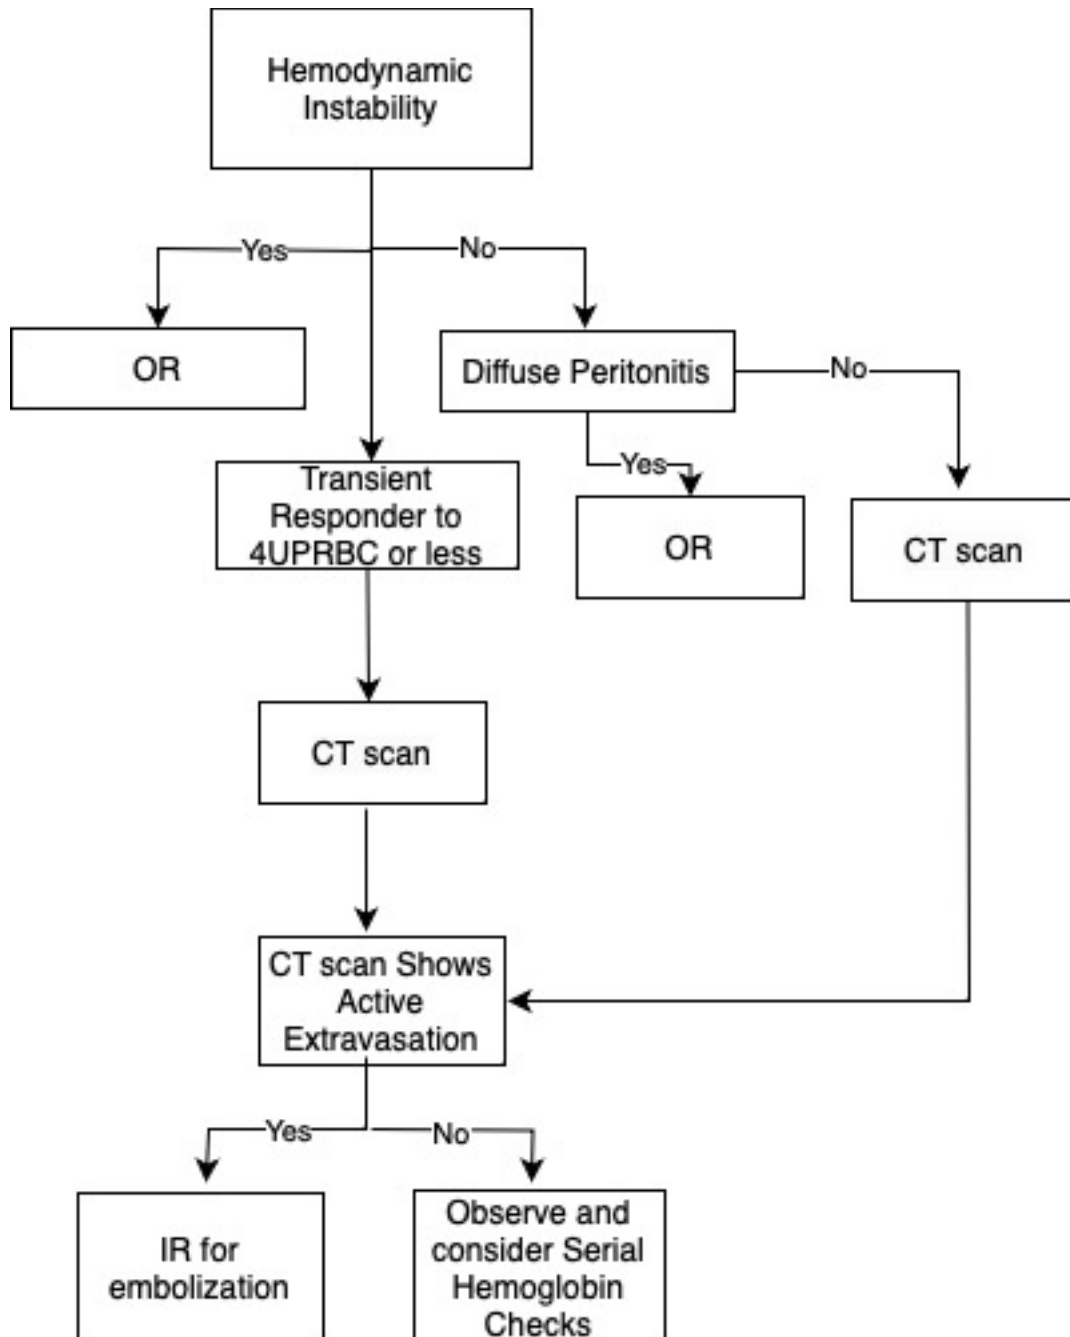 Hemodynamic
Instability
Yes
No
OR
Diffuse Peritonitis
No
Transient
Responder to
4UPRBC or less
Yes
OR
CT scan
CT scan
CT scan Shows
Active
Extravasation
Yes
No
IR for
embolization
Observe and
consider Serial
Hemoglobin
Checks